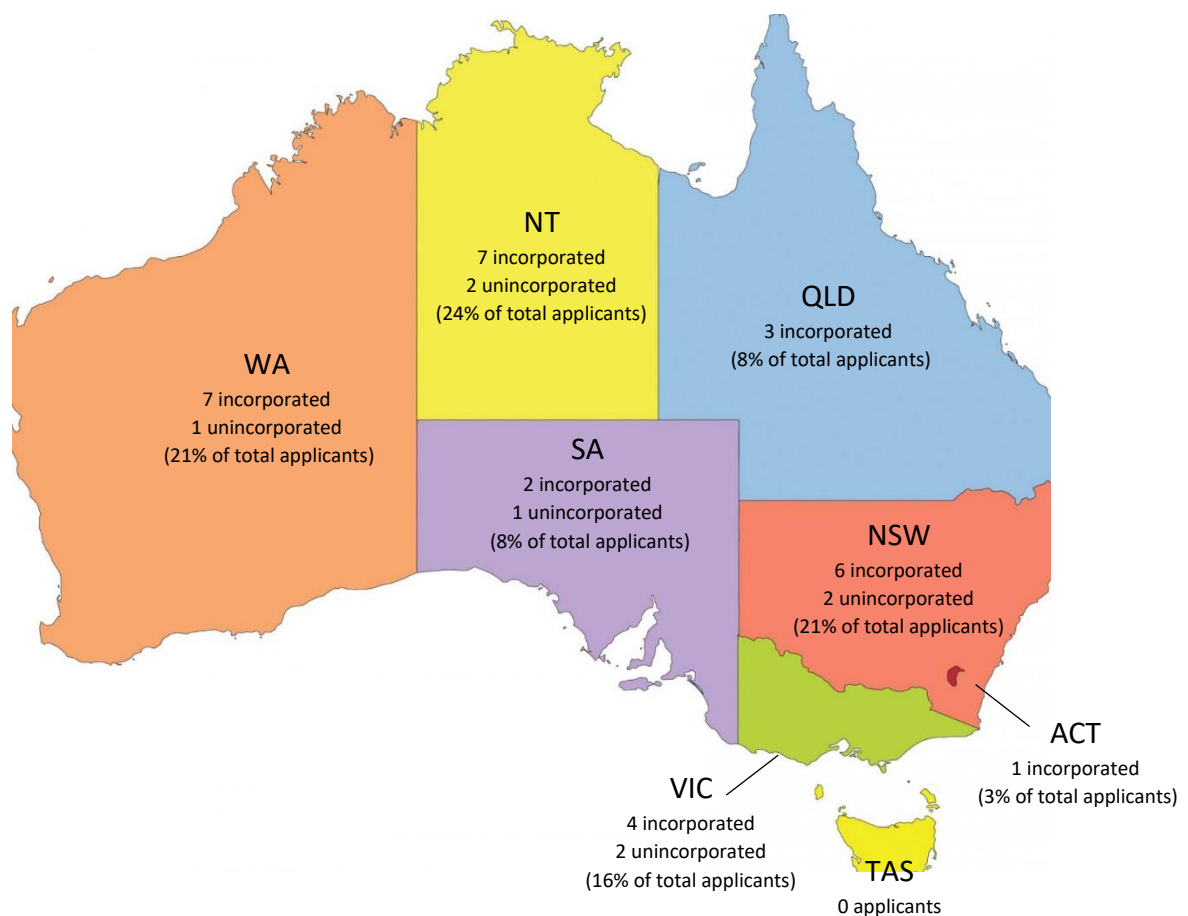 NT
7 incorporated
2 unincorporated
(24% of total applicants)
QLD
3 incorporated
(8% of total applicants)
WA
7 incorporated
1 unincorporated
(21% of total applicants)
SA
2 incorporated
1 unincorporated
(8% of total applicants)
NSW
6 incorporated
2 unincorporated
(21% of total applicants)
ACT
1 incorporated
(3% of total applicants)
VIC
4 incorporated
2 unincorporated
(16% of total applicants)
TAS
0 applicants